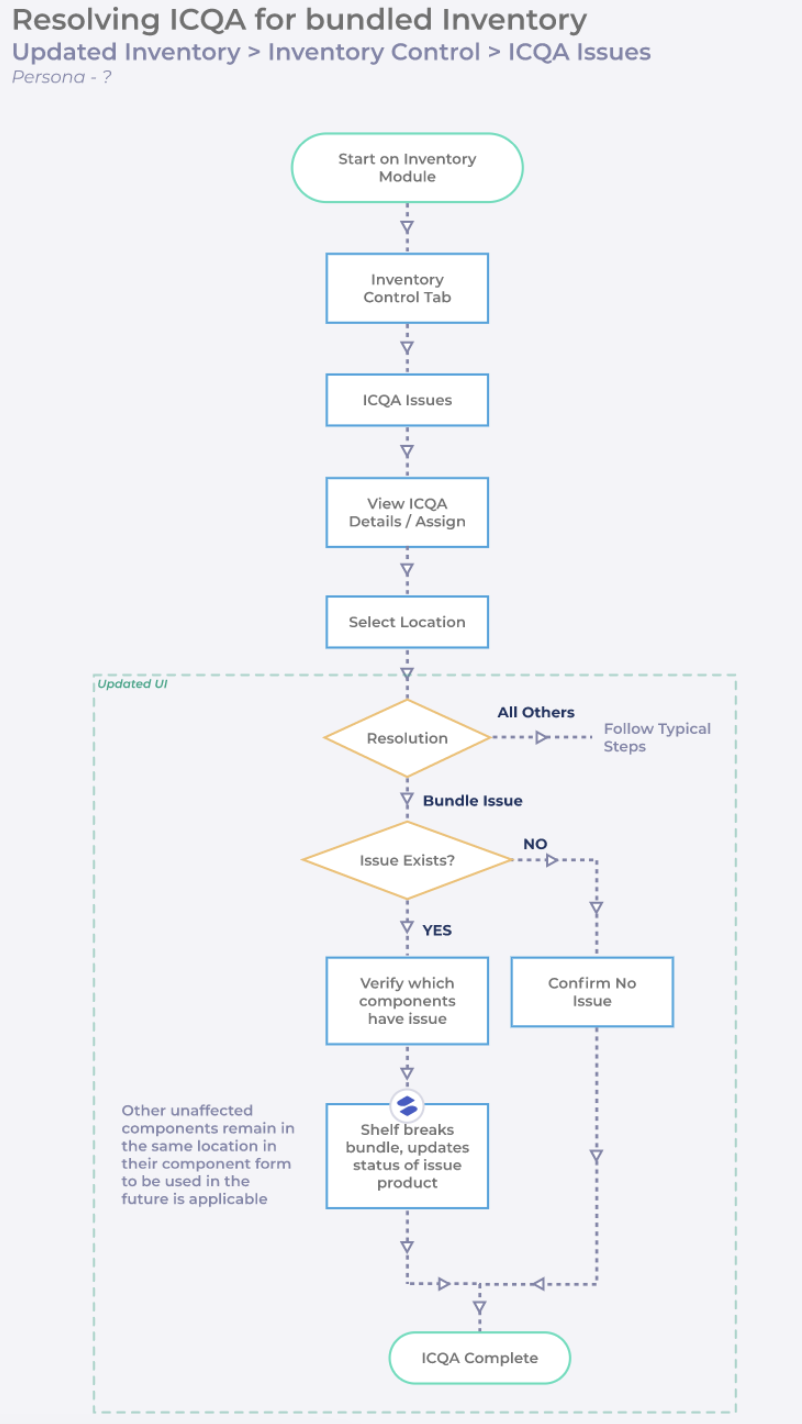 Resolving ICQA for bundled Inventory
Updated Inventory > Inventory Control > ICQA Issues
Persona - ?
Start on Inventory
Module
Inventory
Control Tab
ICQA Issues
View ICQA
Details / Assign
Select Location
Updated UI
Resolution
All Others
Follow Typical
Steps
Bundle Issue
Issue Exists?
NO
YES
Verify which
components
have issue
Confirm No
Issue
Other unaffected
components remain in
the same location in
their component form
to be used in the
future is applicable
Shelf breaks
bundle, updates
status of issue
product
ICQA Complete